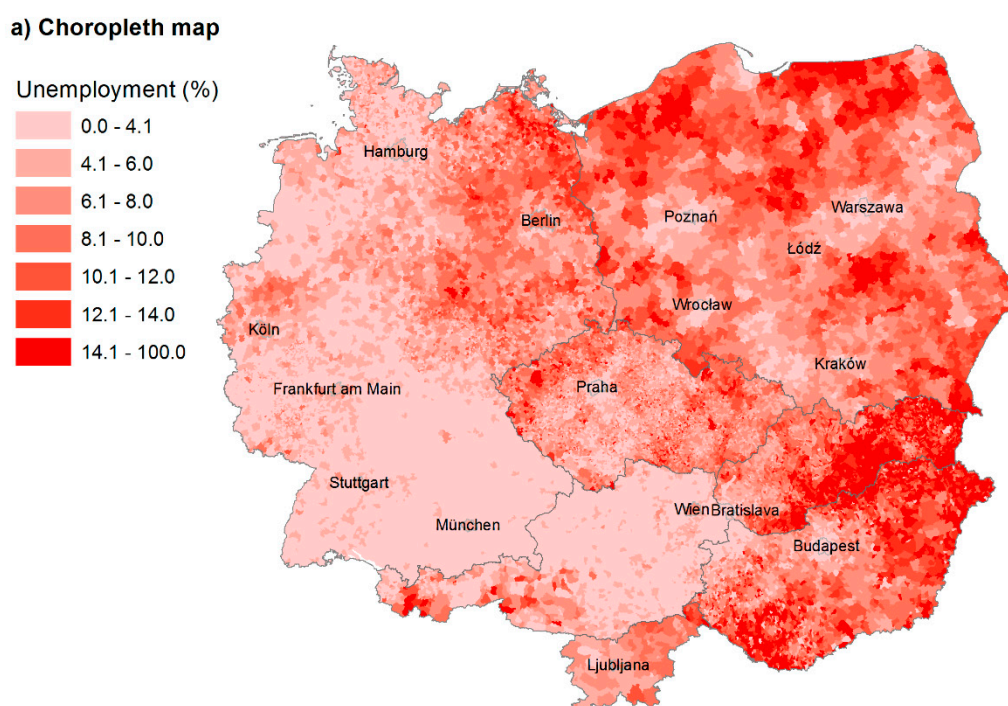 a) Choropleth map
Unemployment (%)
0.0 - 4.1
4.1 - 6.0
6.1 - 8.0
8.1 - 10.0
10.1 - 12.0
12.1 - 14.0
14.1 - 100.0
Hamburg
Berlin
Poznań
Warszawa
Łódź
Köln
Wrocław
Kraków
Frankfurt am Main
Praha
Stuttgart
München
Wien
Bratislava
Budapest
Ljubljana